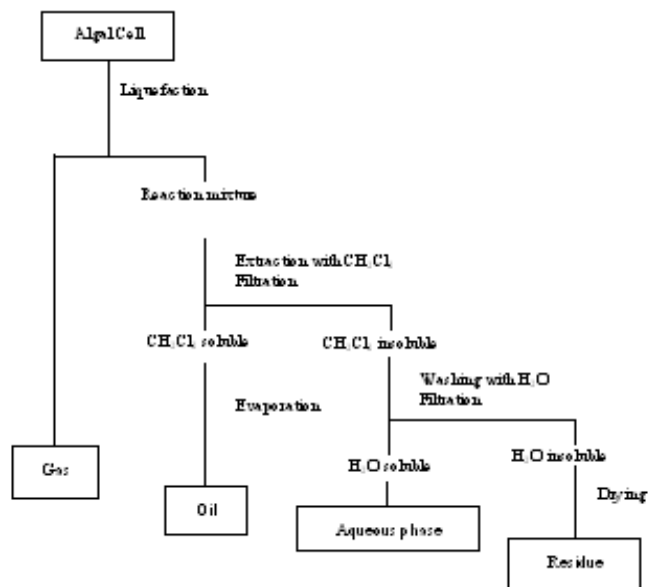 Algal Cell
Liquefaction
Reaction mixture
Extraction with CH₂Cl₂
Filtration
CH₂Cl₂ soluble
CH₂Cl₂ insoluble
Washing with H₂O
Filtration
Evaporation
H₂O soluble
H₂O insoluble
Gas
Drying
Oil
Aqueous phase
Residue